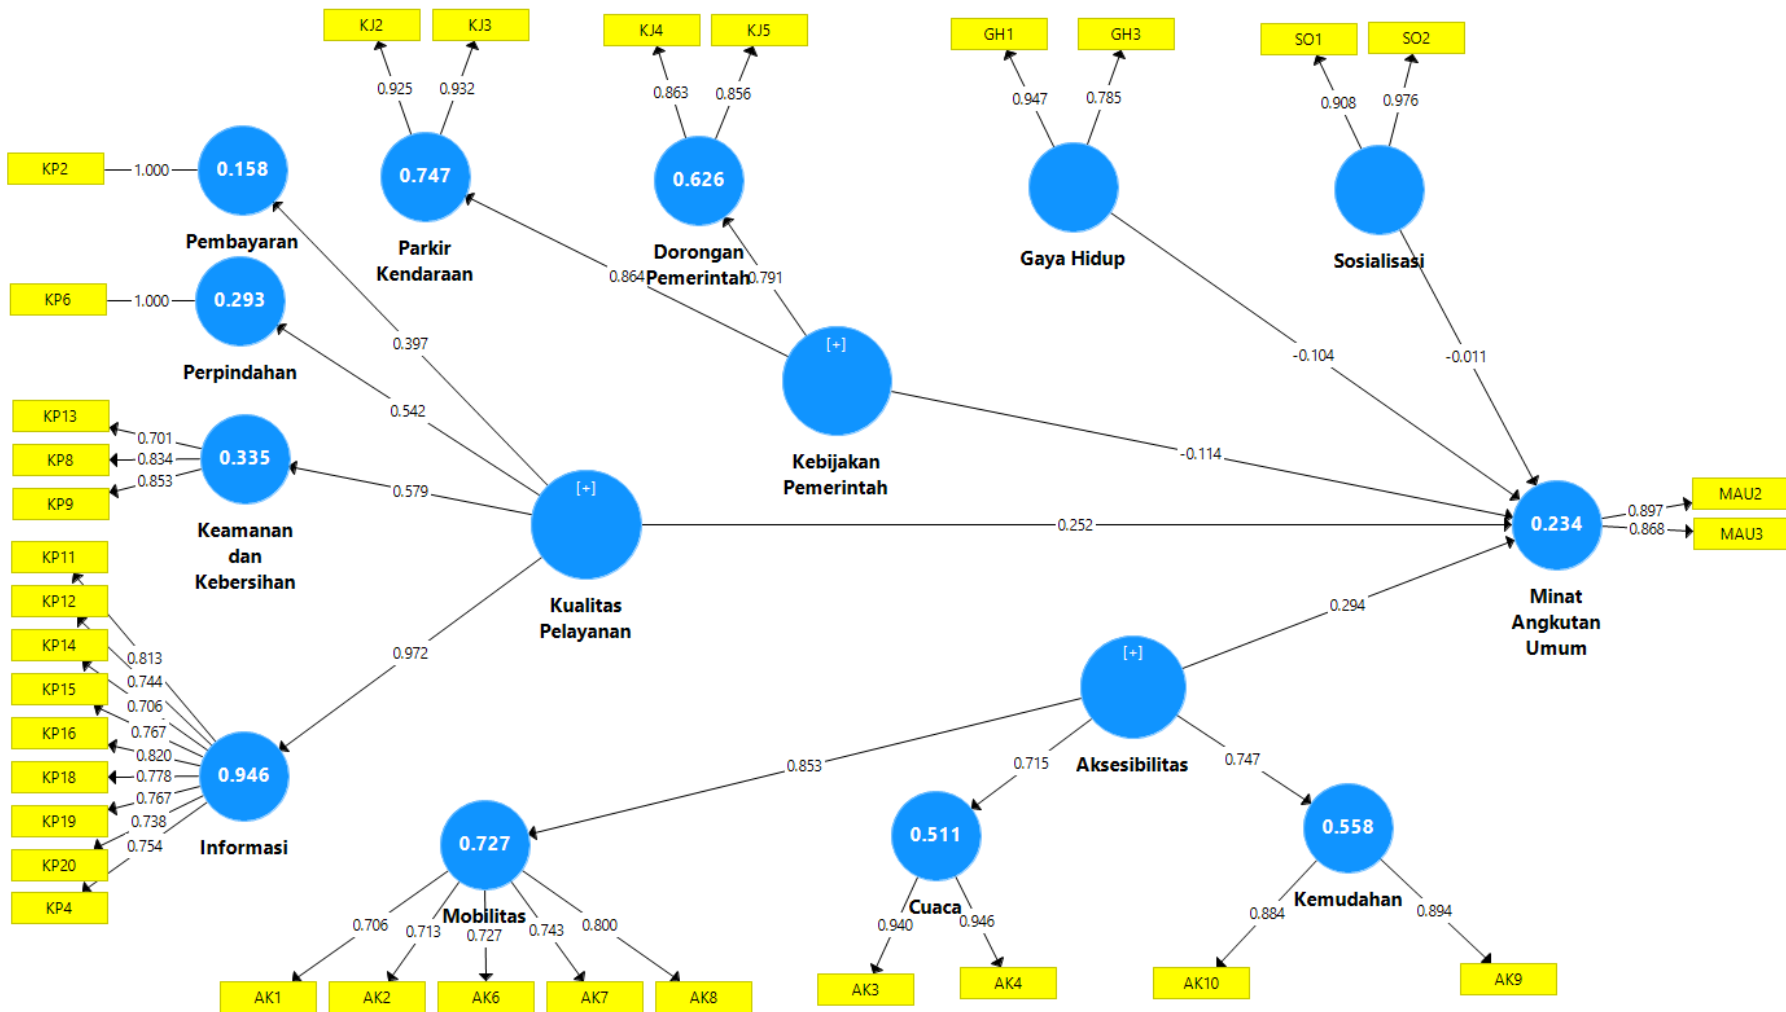 KJ2
KJ3
KJ4
KJ5
GH1
GH3
SO1
SO2
0.925
0.932
0.863
0.856
0.947
0.785
0.908
0.976
KP2
1.000
0.158
0.747
0.626
Pembayaran
Parkir
Kendaraan
Dorongan
Pemerintah
Gaya Hidup
Sosialisasi
0.864
0.791
KP6
1.000
0.293
Perpindahan
0.397
0.542
[+]
Kebijakan
Pemerintah
-0.104
-0.011
-0.114
KP13
KP8
KP9
0.701
0.834
0.853
0.335
Keamanan
dan
Kebersihan
0.579
[+]
Kualitas
Pelayanan
0.252
0.234
Minat
Angkutan
Umum
0.897
0.868
MAU2
MAU3
KP11
KP12
KP14
KP15
KP16
KP18
KP19
KP20
KP4
0.813
0.744
0.706
0.767
0.820
0.778
0.767
0.738
0.754
0.946
Informasi
0.972
0.294
[+]
Aksesibilitas
0.853
0.715
0.747
0.727
Mobilitas
0.511
Cuaca
0.558
Kemudahan
0.706
0.713
0.727
0.743
0.800
0.940
0.946
0.884
0.894
AK1
AK2
AK6
AK7
AK8
AK3
AK4
AK10
AK9